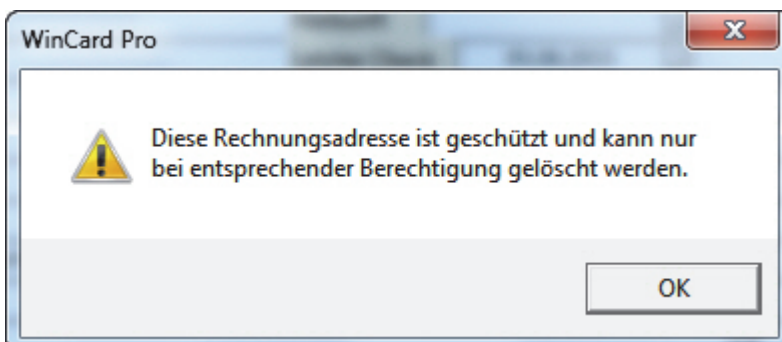 WinCard Pro
Diese Rechnungsadresse ist geschützt und kann nur
bei entsprechender Berechtigung gelöscht werden.
OK